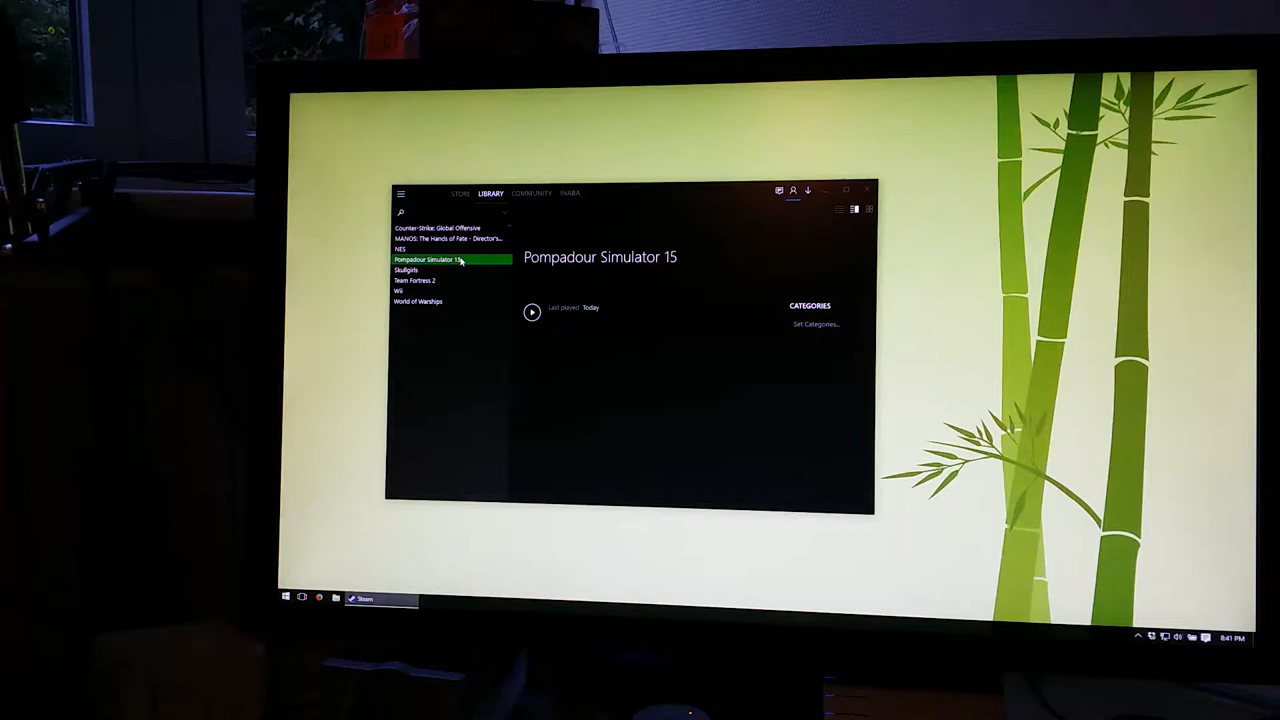 STORE LIBRARY COMMUNITY INABA
Counter-Strike: Global Offensive
MANOS: The Hands of Fate - Director's...
NES
Pompadour Simulator 15
Skullgirls
Team Fortress 2
Wii
World of Warships
Pompadour Simulator 15
Last played Today
CATEGORIES
Set Categories...
Steam
8:41 PM